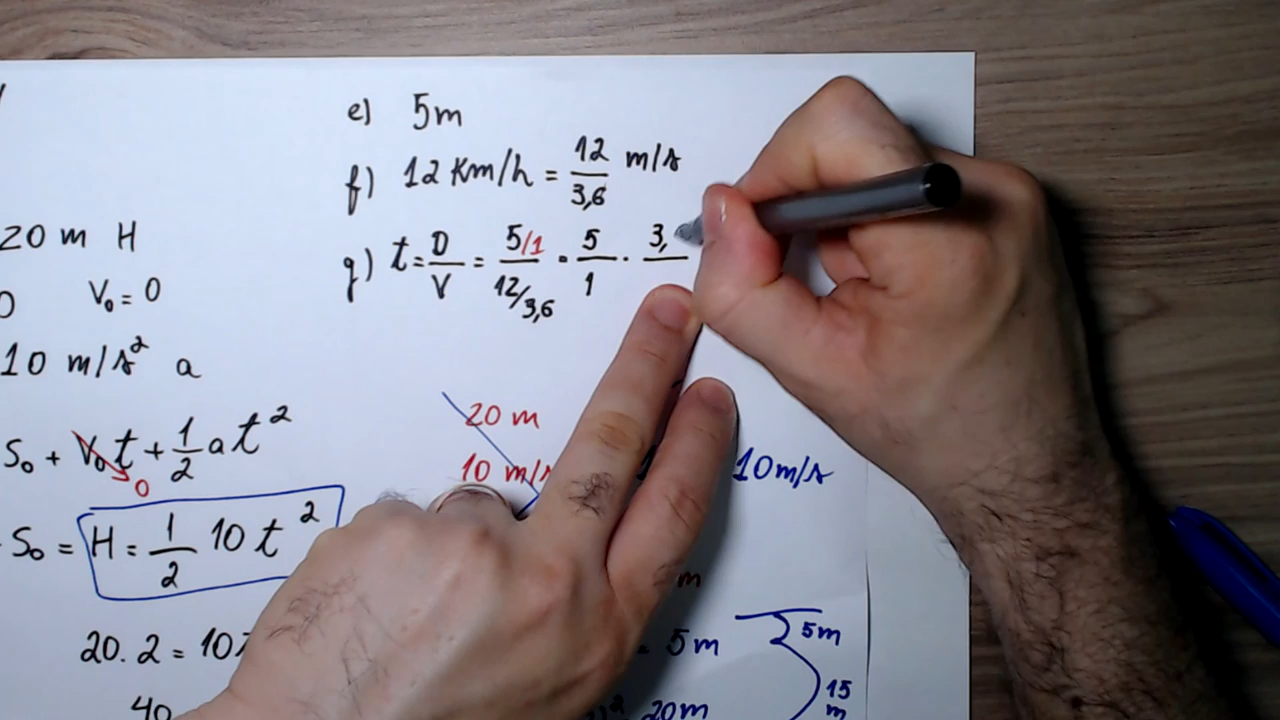 e) 5m
f) 12 Km/h = 12/3,6 m/s
g) t = D/V = 5/1 / 12/3,6 · 5/1 · 3,
20 m H
0 V₀ = 0
10 m/s² a
S₀ + V₀t + 1/2 at²
0
S₀ = H = 1/2 10t²
20 m
10 m/s
10 m/s
m
20.2 = 10
= 5m
5m
40
20m
15 m